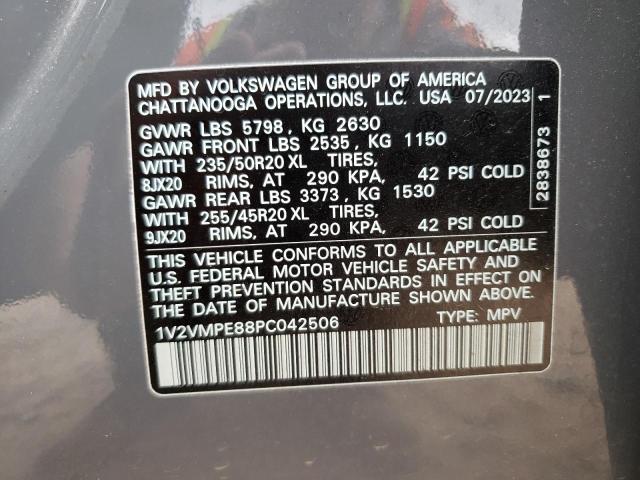 MFD BY VOLKSWAGEN GROUP OF AMERICA
CHATTANOOGA OPERATIONS, LLC. USA 07/2023
GVWR LBS 5798 , KG 2630
GAWR FRONT LBS 2535 , KG 1150
WITH 235/50R20 XL TIRES,
8JX20 RIMS, AT 290 KPA, 42 PSI COLD
GAWR REAR LBS 3373 , KG 1530
WITH 255/45R20 XL TIRES,
9JX20 RIMS, AT 290 KPA, 42 PSI COLD
THIS VEHICLE CONFORMS TO ALL APPLICABLE
U.S. FEDERAL MOTOR VEHICLE SAFETY AND
THEFT PREVENTION STANDARDS IN EFFECT ON
THE DATE OF MANUFACTURE SHOWN ABOVE.
1V2VMPE88PC042506 TYPE: MPV
2838673 1